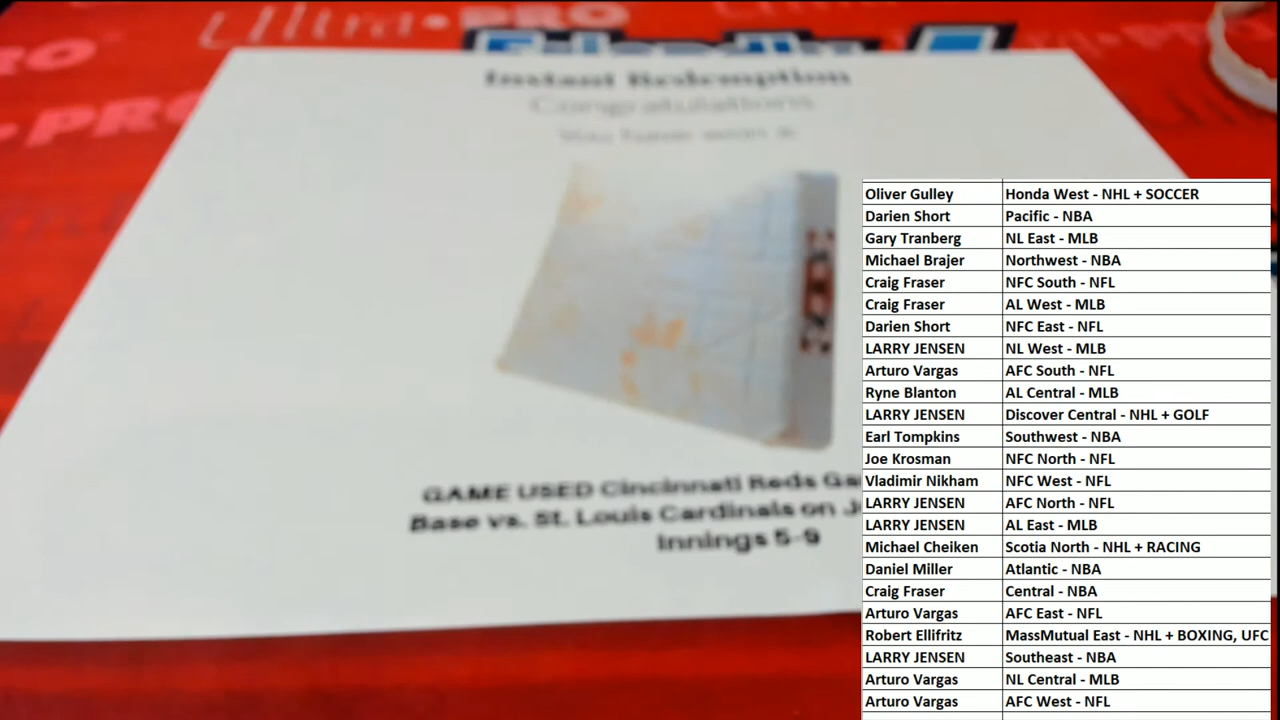 Ultra • PRO
• PRO
Instant Redemption
Congratulations
You have won a
GAME USED Cincinnati Reds
Base vs. St. Louis Cardinals on
Innings 5-9
Oliver Gulley Honda West - NHL + SOCCER
Darien Short Pacific - NBA
Gary Tranberg NL East - MLB
Michael Brajer Northwest - NBA
Craig Fraser NFC South - NFL
Craig Fraser AL West - MLB
Darien Short NFC East - NFL
LARRY JENSEN NL West - MLB
Arturo Vargas AFC South - NFL
Ryne Blanton AL Central - MLB
LARRY JENSEN Discover Central - NHL + GOLF
Earl Tompkins Southwest - NBA
Joe Krosman NFC North - NFL
Vladimir Nikham NFC West - NFL
LARRY JENSEN AFC North - NFL
LARRY JENSEN AL East - MLB
Michael Cheiken Scotia North - NHL + RACING
Daniel Miller Atlantic - NBA
Craig Fraser Central - NBA
Arturo Vargas AFC East - NFL
Robert Ellifritz MassMutual East - NHL + BOXING, UFC
LARRY JENSEN Southeast - NBA
Arturo Vargas NL Central - MLB
Arturo Vargas AFC West - NFL